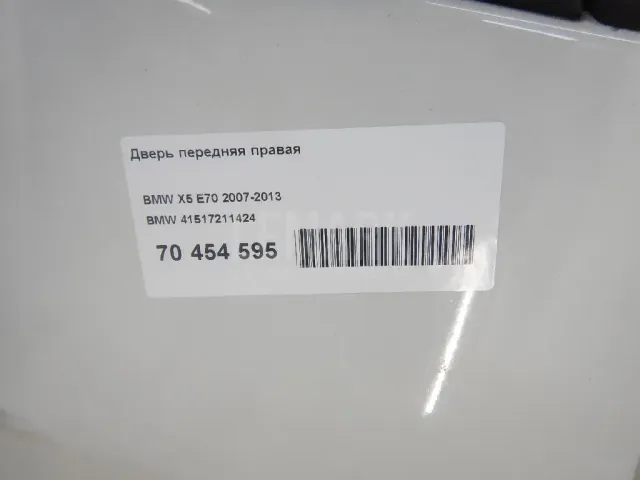 Дверь передняя правая
BMW X5 E70 2007-2013
BMW 41517211424
70 454 595